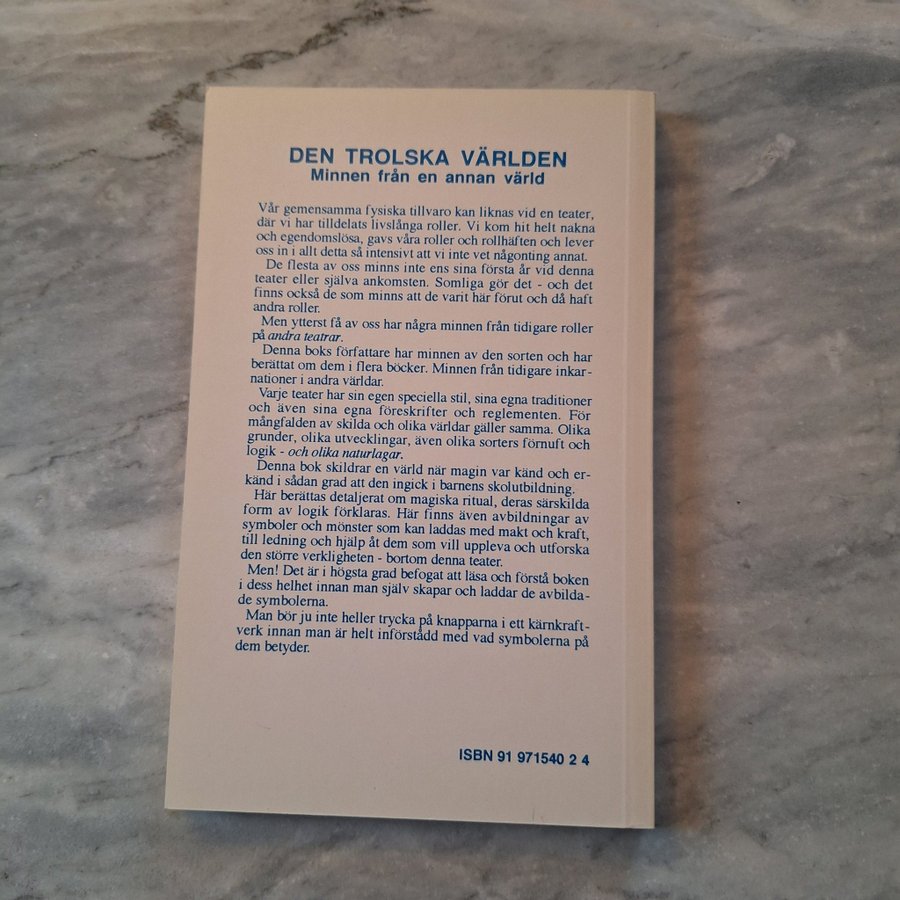 DEN TROLSKA VÄRLDEN
Minnen från en annan värld
Vår gemensamma fysiska tillvaro kan liknas vid en teater,
där vi har tilldelats livslånga roller. Vi kom hit helt nakna
och egendomslösa, gavs våra roller och rollhäften och lever
oss in i allt detta så intensivt att vi inte vet någonting annat.
De flesta av oss minns inte ens sina första år vid denna
teater eller själva ankomsten. Somliga gör det - och det
finns också de som minns att de varit här förut och då haft
andra roller.
Men ytterst få av oss har några minnen från tidigare roller
på andra teatrar.
Denna boks författare har minnen av den sorten och har
berättat om dem i flera böcker. Minnen från tidigare inkar-
nationer i andra världar.
Varje teater har sin egen speciella stil, sina egna traditioner
och även sina egna föreskrifter och reglementen. För
mångfalden av skilda och olika världar gäller samma. Olika
grunder, olika utvecklingar, även olika sorters förnuft och
logik - och olika naturlagar.
Denna bok skildrar en värld när magin var känd och er-
känd i sådan grad att den ingick i barnens skolutbildning.
Här berättas detaljerat om magiska ritual, deras särskilda
form av logik förklaras. Här finns även avbildningar av
symboler och mönster som kan laddas med makt och kraft,
till ledning och hjälp åt dem som vill uppleva och utforska
den större verkligheten - bortom denna teater.
Men! Det är i högsta grad befogat att läsa och förstå boken
i dess helhet innan man själv skapar och laddar de avbilda-
de symbolerna.
Man bör ju inte heller trycka på knapparna i ett kärnkraft-
verk innan man är helt införstådd med vad symbolerna på
dem betyder.
ISBN 91 971540 2 4